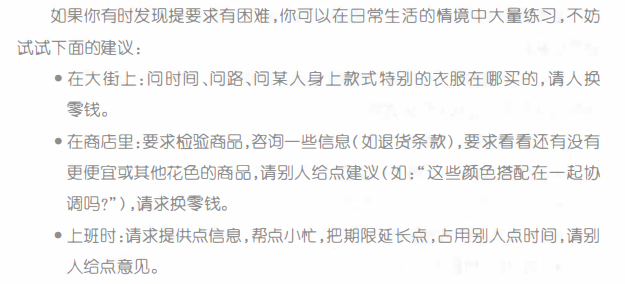 如果你有时发现提要求有困难,你可以在日常生活的情境中大量练习,不妨
试试下面的建议:
•在大街上:问时间、问路、问某人身上款式特别的衣服在哪买的,请人换
零钱。
•在商店里:要求检验商品,咨询一些信息(如退货条款),要求看看还有没有
更便宜或其他花色的商品,请别人给点建议(如:“这些颜色搭配在一起协
调吗?”),请求换零钱。
•上班时:请求提供点信息,帮点小忙,把期限延长点,占用别人点时间,请别
人给点意见。